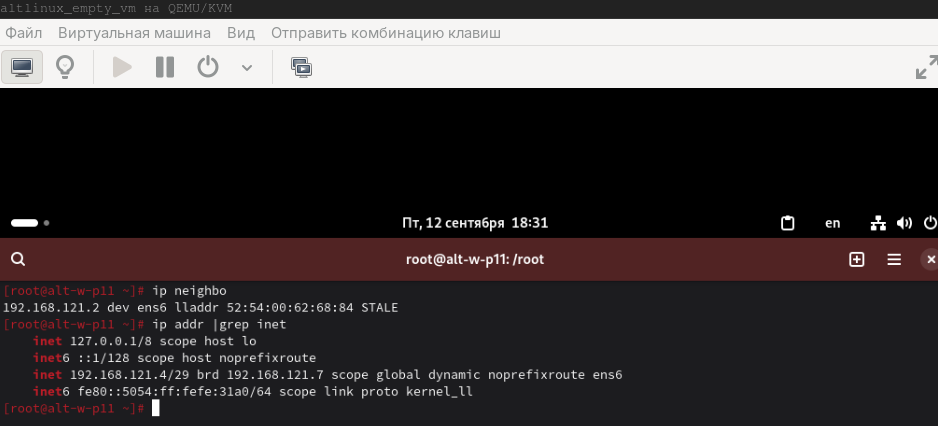 altlinux_empty_vm на QEMU/KVM
Файл Виртуальная машина Вид Отправить комбинацию клавиш
Пт, 12 сентября 18:31 en
root@alt-w-p11: /root
[root@alt-w-p11 ~]# ip neighbo
192.168.121.2 dev ens6 lladdr 52:54:00:62:68:84 STALE
[root@alt-w-p11 ~]# ip addr |grep inet
inet 127.0.0.1/8 scope host lo
inet6 ::1/128 scope host noprefixroute
inet 192.168.121.4/29 brd 192.168.121.7 scope global dynamic noprefixroute ens6
inet6 fe80::5054:ff:fefe:31a0/64 scope link proto kernel_ll
[root@alt-w-p11 ~]#